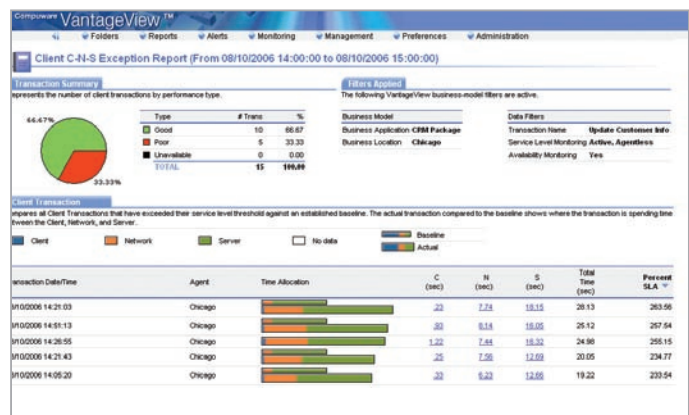 Compuware VantageView ™
Folders Reports Alerts Monitoring Management Preferences Administration
Client C-N-S Exception Report (From 08/10/2006 14:00:00 to 08/10/2006 15:00:00)
Transaction Summary
epresents the number of client transactions by performance type.
66.67%
33.33%
Type # Trans %
Good 10 66.67
Poor 5 33.33
Unavailable 0 0.00
TOTAL 15 100.00
Filters Applied
The following VantageView business-model filters are active.
Business Model Data Filters
Business Application CRM Package Transaction Name Update Customer Info
Business Location Chicago Service Level Monitoring Active, Agentless
Availability Monitoring Yes
Client Transaction
mpares all Client Transactions that have exceeded their service level threshold against an established baseline. The actual transaction compared to the baseline shows where the transaction is spending time
etween the Client, Network, and Server.
Client Network Server No data Baseline
Actual
ansaction Date/Time Agent Time Allocation C (sec) N (sec) S (sec) Total Time (sec) Percent SLA
8/10/2006 14:21:03 Chicago .23 7.74 18.15 28.13 263.56
8/10/2006 14:51:13 Chicago .93 8.14 16.05 25.12 257.54
8/10/2006 14:26:55 Chicago 1.22 7.44 16.32 24.98 255.15
8/10/2006 14:21:43 Chicago .25 7.56 12.69 20.05 234.77
8/10/2006 14:05:20 Chicago .33 6.23 12.66 19.22 233.54